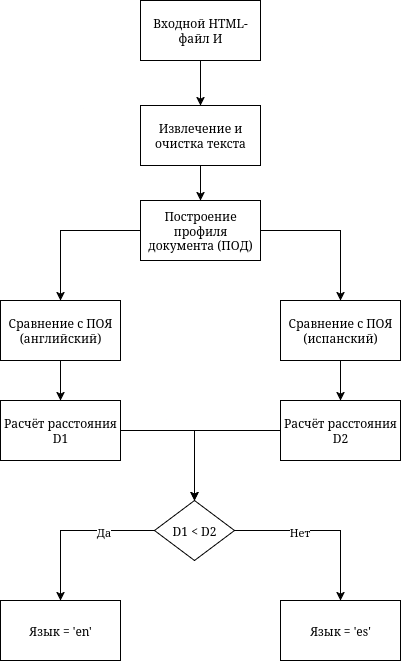 Входной HTML-
файл И
Извлечение и
очистка текста
Построение
профиля
документа (ПОД)
Сравнение с ПОЯ
(английский)
Сравнение с ПОЯ
(испанский)
Расчёт расстояния
D1
Расчёт расстояния
D2
D1 < D2
Да
Нет
Язык = 'en'
Язык = 'es'